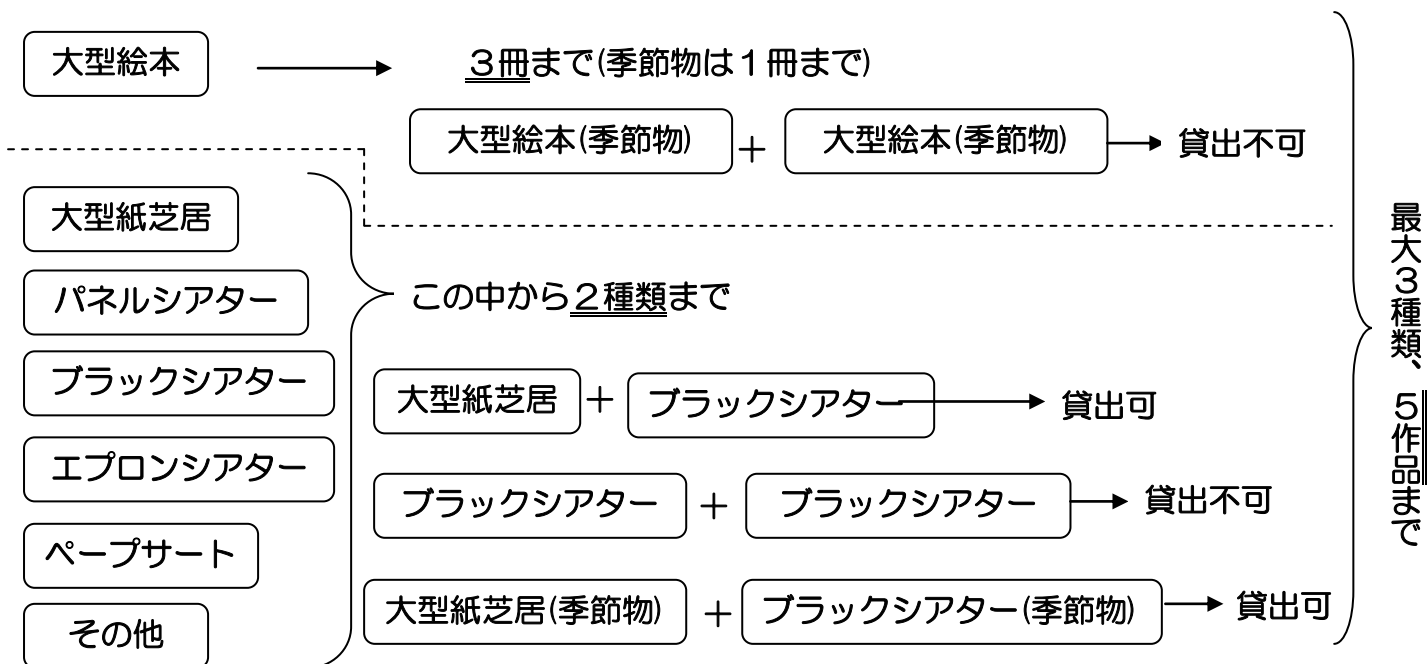 大型絵本
３冊まで(季節物は１冊まで)
大型絵本(季節物)＋大型絵本(季節物) 貸出不可
大型紙芝居
パネルシアター
ブラックシアター
エプロンシアター
ペープサート
その他
この中から２種類まで
大型紙芝居＋ブラックシアター 貸出可
ブラックシアター＋ブラックシアター 貸出不可
大型紙芝居(季節物)＋ブラックシアター(季節物) 貸出可
最大３種類、５作品まで